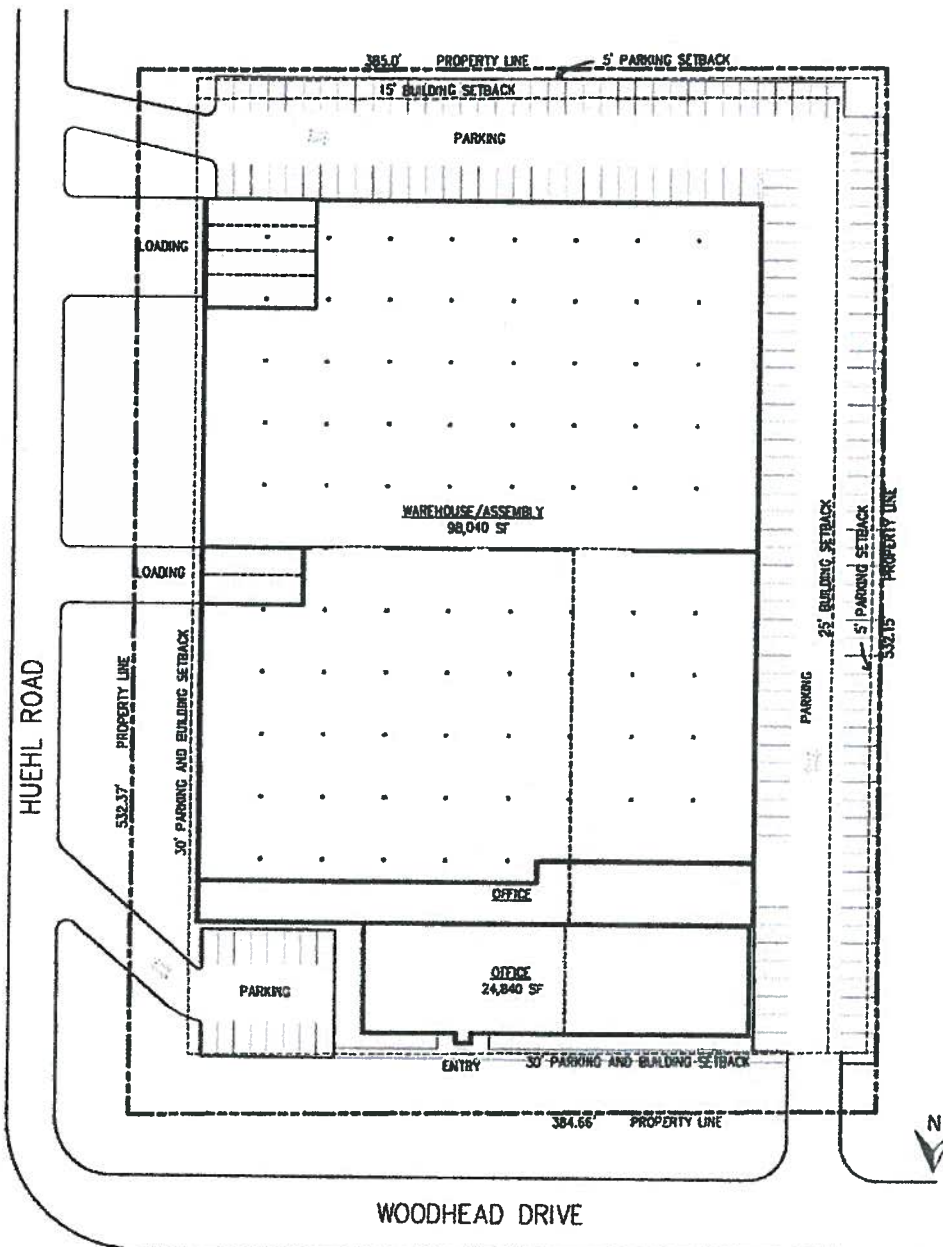 385.0' PROPERTY LINE
5' PARKING SETBACK
15' BUILDING SETBACK
PARKING
LOADING
WAREHOUSE/ASSEMBLY
98,040 SF
LOADING
HUEHL ROAD
532.37' PROPERTY LINE
30' PARKING AND BUILDING SETBACK
25' BUILDING SETBACK
5' PARKING SETBACK
532.15' PROPERTY LINE
PARKING
OFFICE
OFFICE
24,840 SF
PARKING
ENTRY
30' PARKING AND BUILDING SETBACK
384.66' PROPERTY LINE
N
WOODHEAD DRIVE